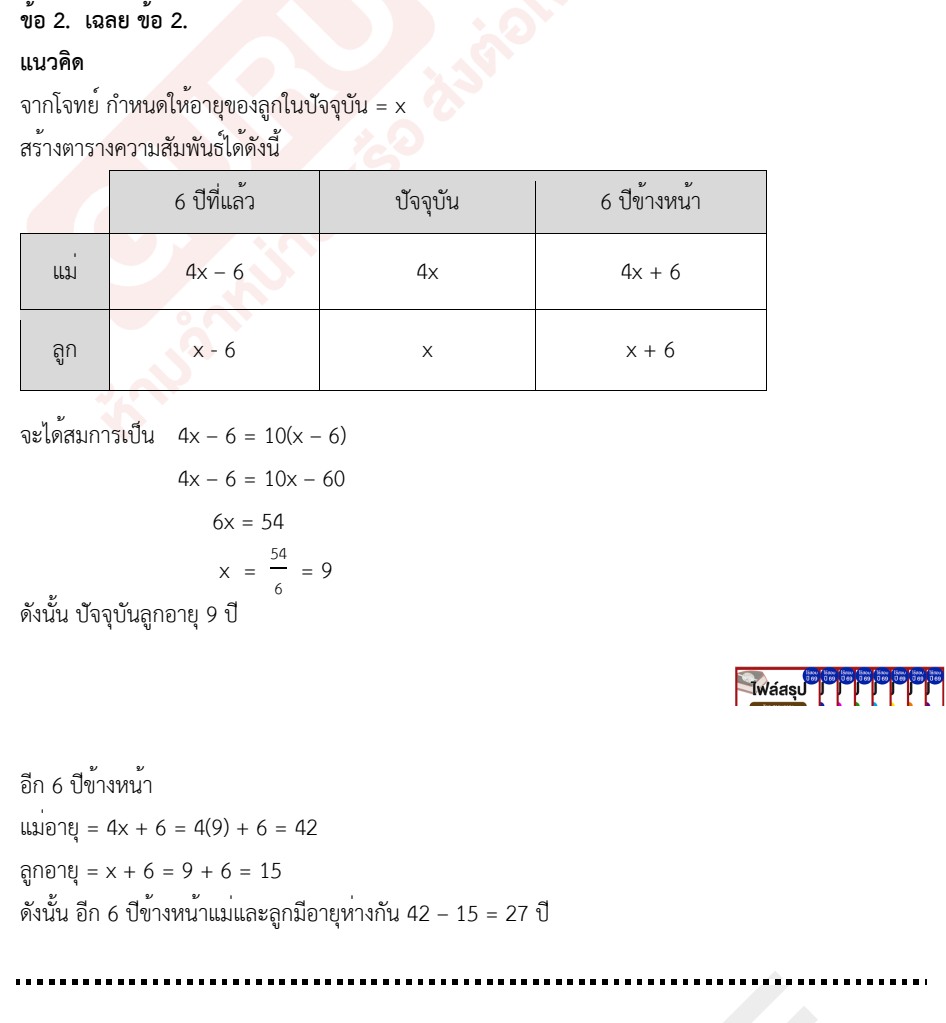 ข้อ 2. เฉลย ข้อ 2.
แนวคิด
จากโจทย์ กำหนดให้อายุของลูกในปัจจุบัน = x
สร้างตารางความสัมพันธ์ได้ดังนี้
6 ปีที่แล้ว ปัจจุบัน 6 ปีข้างหน้า
แม่ 4x – 6 4x 4x + 6
ลูก x - 6 x x + 6
จะได้สมการเป็น 4x – 6 = 10(x – 6)
4x – 6 = 10x – 60
6x = 54
x = 54/6 = 9
ดังนั้น ปัจจุบันลูกอายุ 9 ปี
ไฟล์สรุป
อีก 6 ปีข้างหน้า
แม่อายุ = 4x + 6 = 4(9) + 6 = 42
ลูกอายุ = x + 6 = 9 + 6 = 15
ดังนั้น อีก 6 ปีข้างหน้าแม่และลูกมีอายุห่างกัน 42 – 15 = 27 ปี